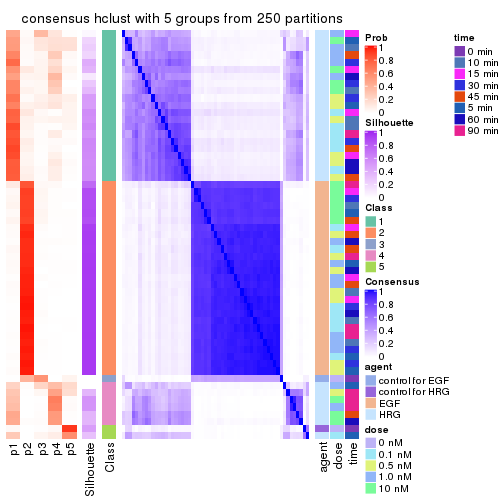 consensus hclust with 5 groups from 250 partitions
Prob
1
0.8
0.6
0.4
0.2
0
Silhouette
1
0.8
0.6
0.4
0.2
0
Class
1
2
3
4
5
Consensus
1
0.8
0.6
0.4
0.2
0
agent
control for EGF
control for HRG
EGF
HRG
dose
0 nM
0.1 nM
0.5 nM
1.0 nM
10 nM
time
0 min
10 min
15 min
30 min
45 min
5 min
60 min
90 min
p1
p2
p3
p4
p5
Silhouette
Class
agent
dose
time